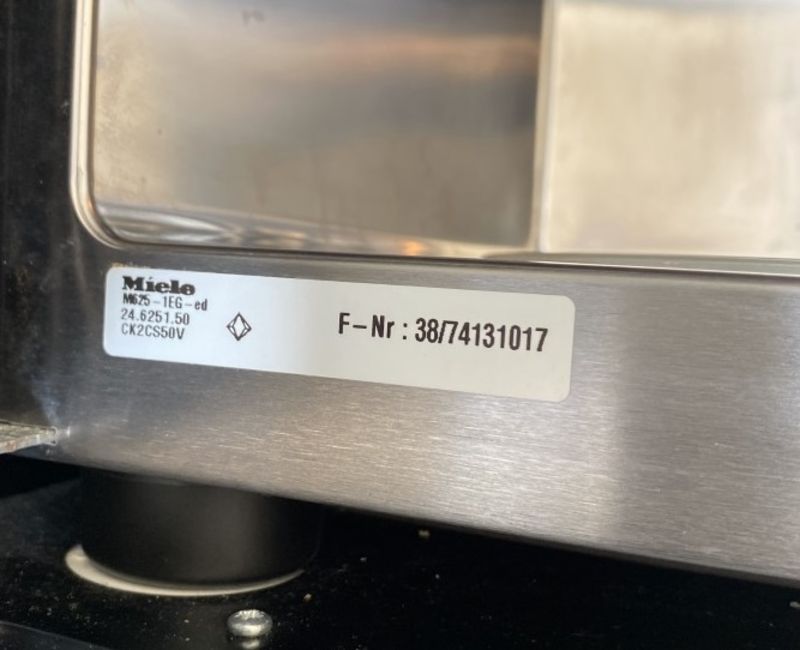 Miele
M625-1EG-ed
24.6251.50
CK2CS50V
F-Nr : 38/74131017